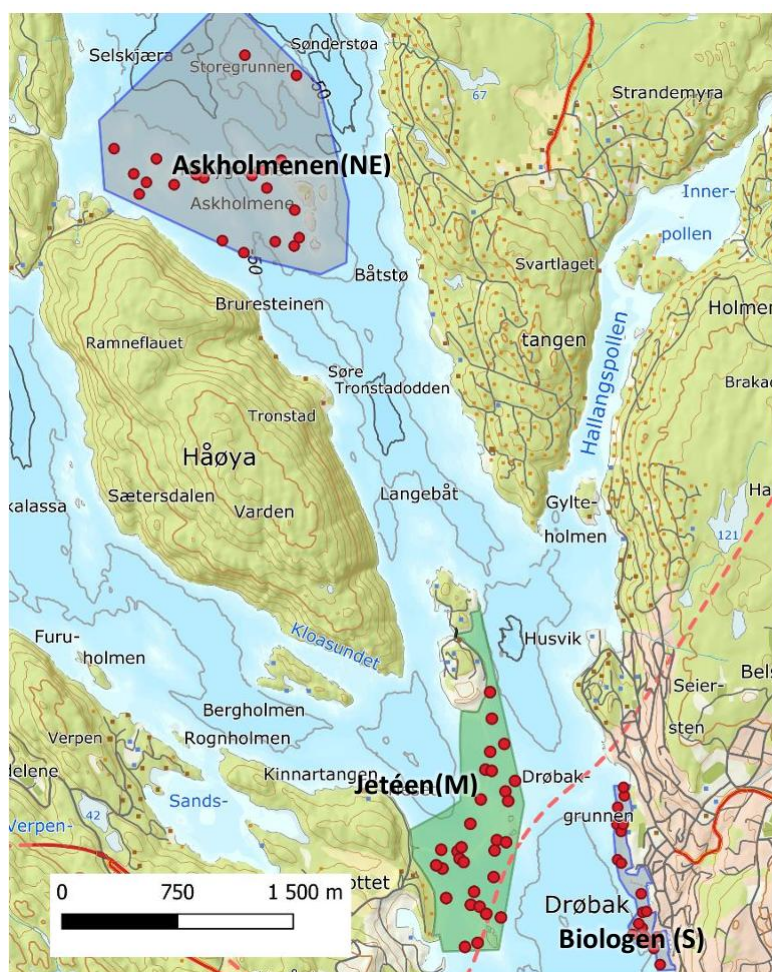 Selskjæra
Sønderstøa
Storegrunnen
50
67
Strandemyra
Askholmenen(NE)
Askholmene
Inner-
pollen
50
Båtstø
Svartlaget
Bruresteinen
Holmen
Ramneflauet
tangen
Søre
Tronstadodden
Hallangspollen
Brakad
Tronstad
Håøya
Sætersdalen
Varden
Langebåt
kalassa
Gylte-
holmen
Ha
121
Furu-
holmen
Kloasundet
Husvik
Seier-
sten
Bels
Bergholmen
Verpen
Rognholmen
delene
Kinnartangen
Jetéen(M)
Drøbak-
grunnen
Sands-
42
Verpen-
ottet
0 750 1 500 m
Drøbak
Biologen (S)